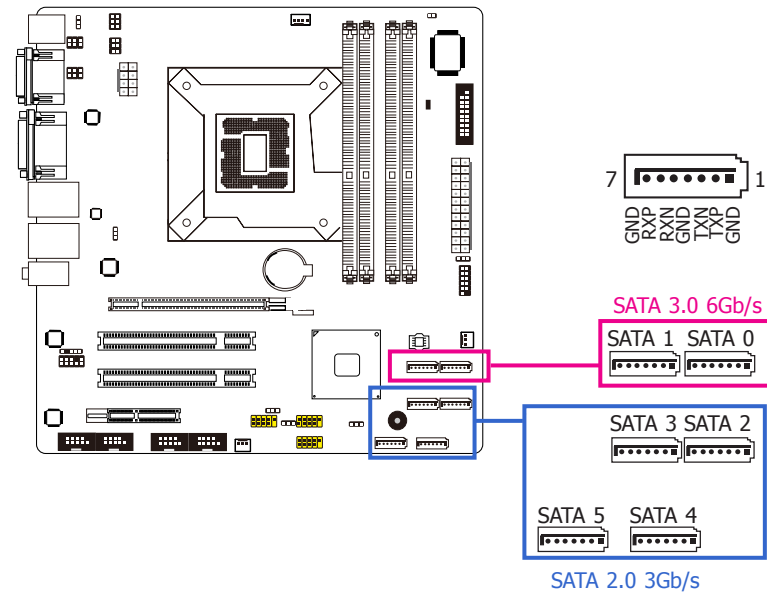 7
1
GND
RXP
RXN
GND
TXN
TXP
GND
SATA 3.0 6Gb/s
SATA 1 SATA 0
SATA 3 SATA 2
SATA 5 SATA 4
SATA 2.0 3Gb/s